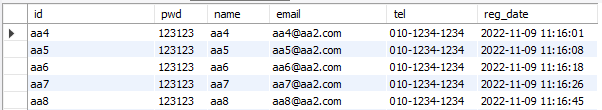 id pwd name email tel reg_date
aa4 123123 aa4 aa4@aa2.com 010-1234-1234 2022-11-09 11:16:01
aa5 123123 aa5 aa5@aa2.com 010-1234-1234 2022-11-09 11:16:08
aa6 123123 aa6 aa6@aa2.com 010-1234-1234 2022-11-09 11:16:18
aa7 123123 aa7 aa7@aa2.com 010-1234-1234 2022-11-09 11:16:26
aa8 123123 aa8 aa8@aa2.com 010-1234-1234 2022-11-09 11:16:45